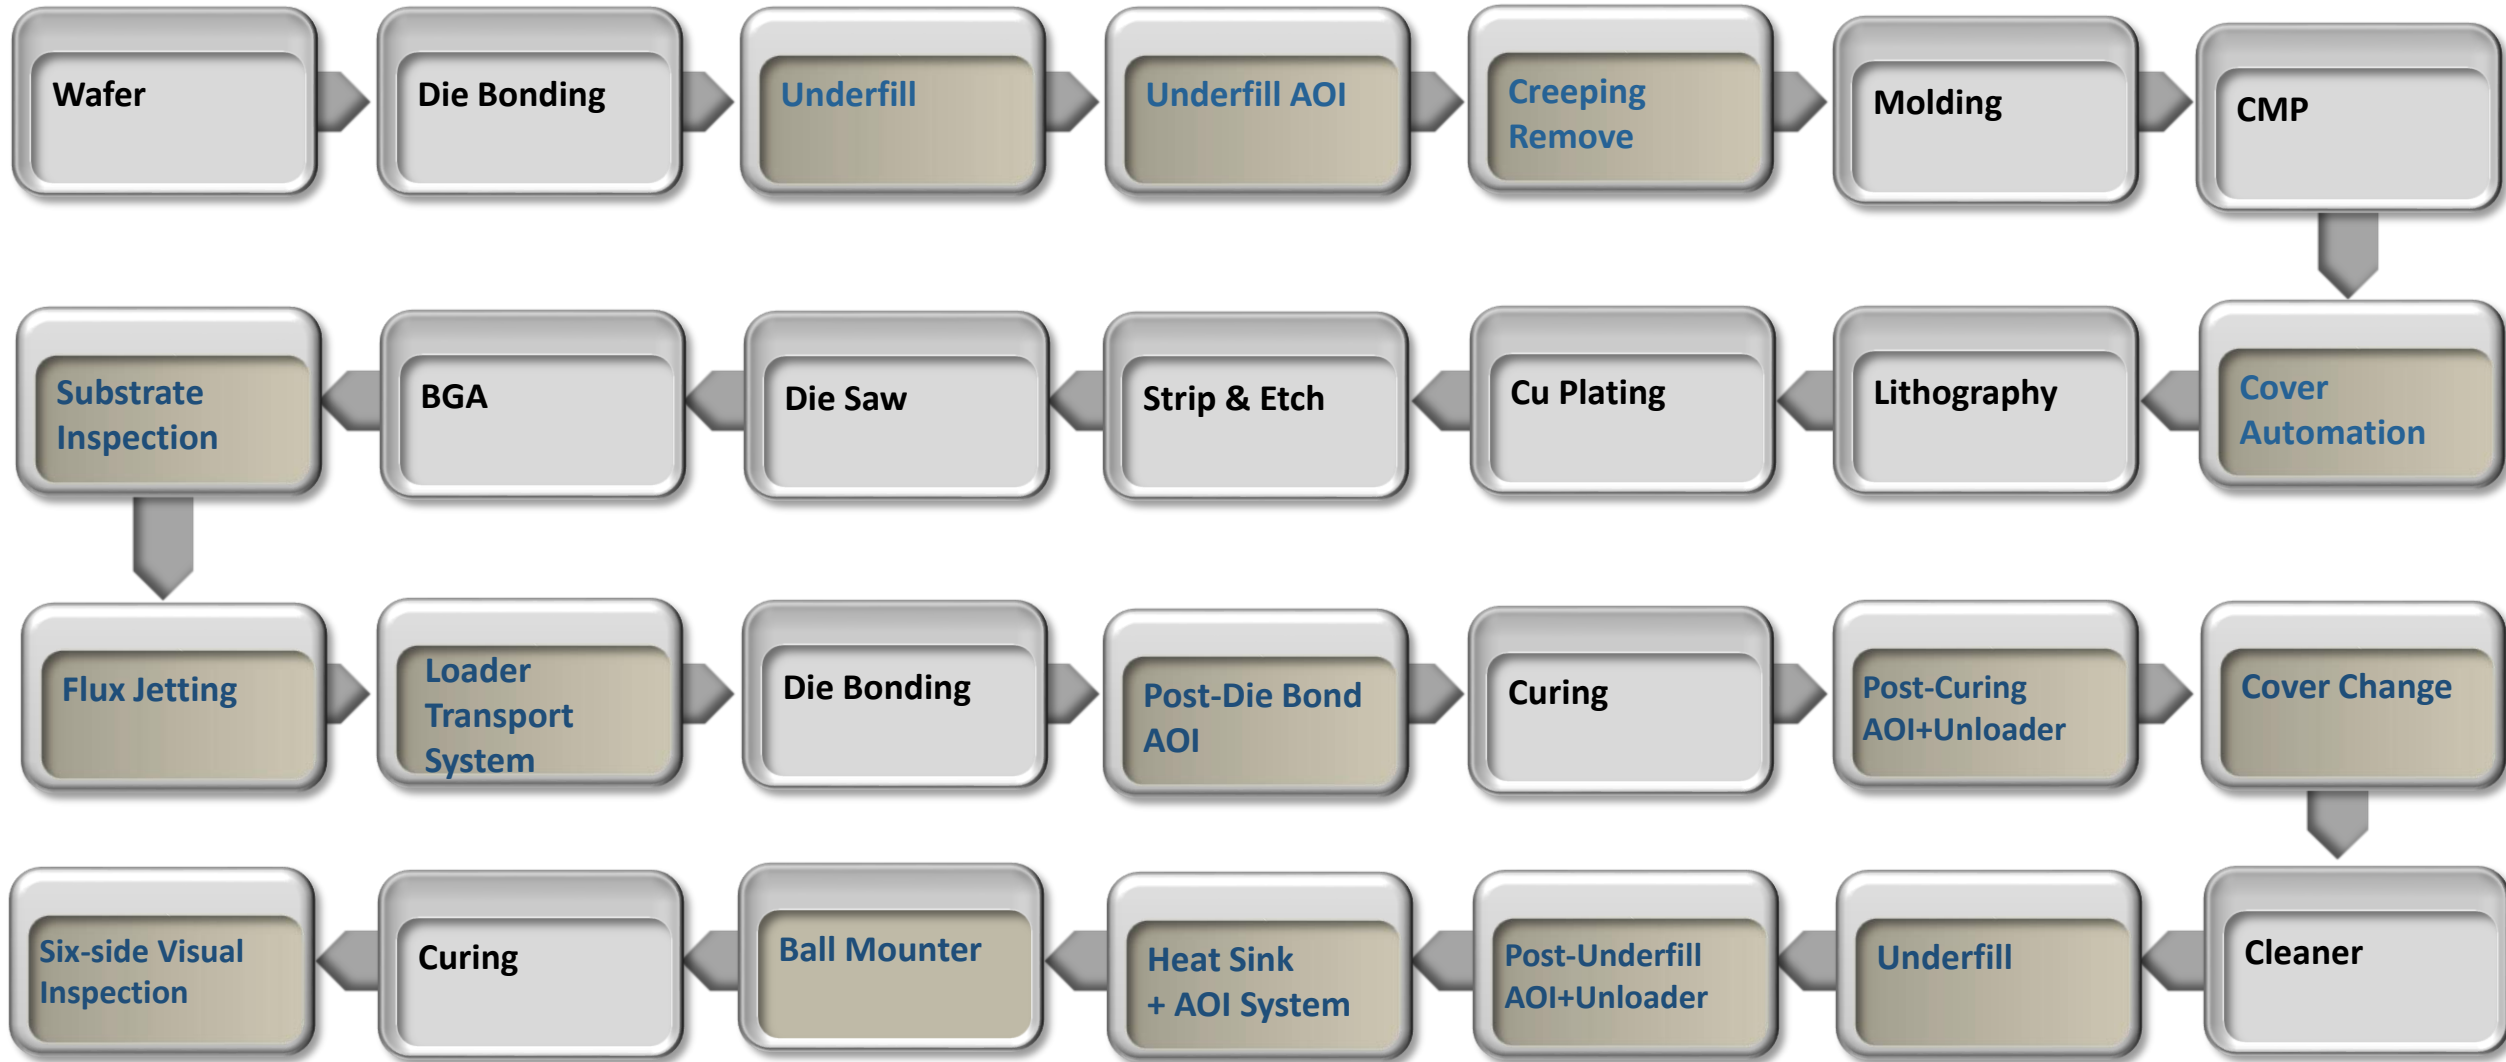 Wafer
Die Bonding
Underfill
Underfill AOI
Creeping
Remove
Molding
CMP
Cover
Automation
Lithography
Cu Plating
Strip & Etch
Die Saw
BGA
Substrate
Inspection
Flux Jetting
Loader
Transport
System
Die Bonding
Post-Die Bond
AOI
Curing
Post-Curing
AOI+Unloader
Cover Change
Cleaner
Underfill
Post-Underfill
AOI+Unloader
Heat Sink
+ AOI System
Ball Mounter
Curing
Six-side Visual
Inspection